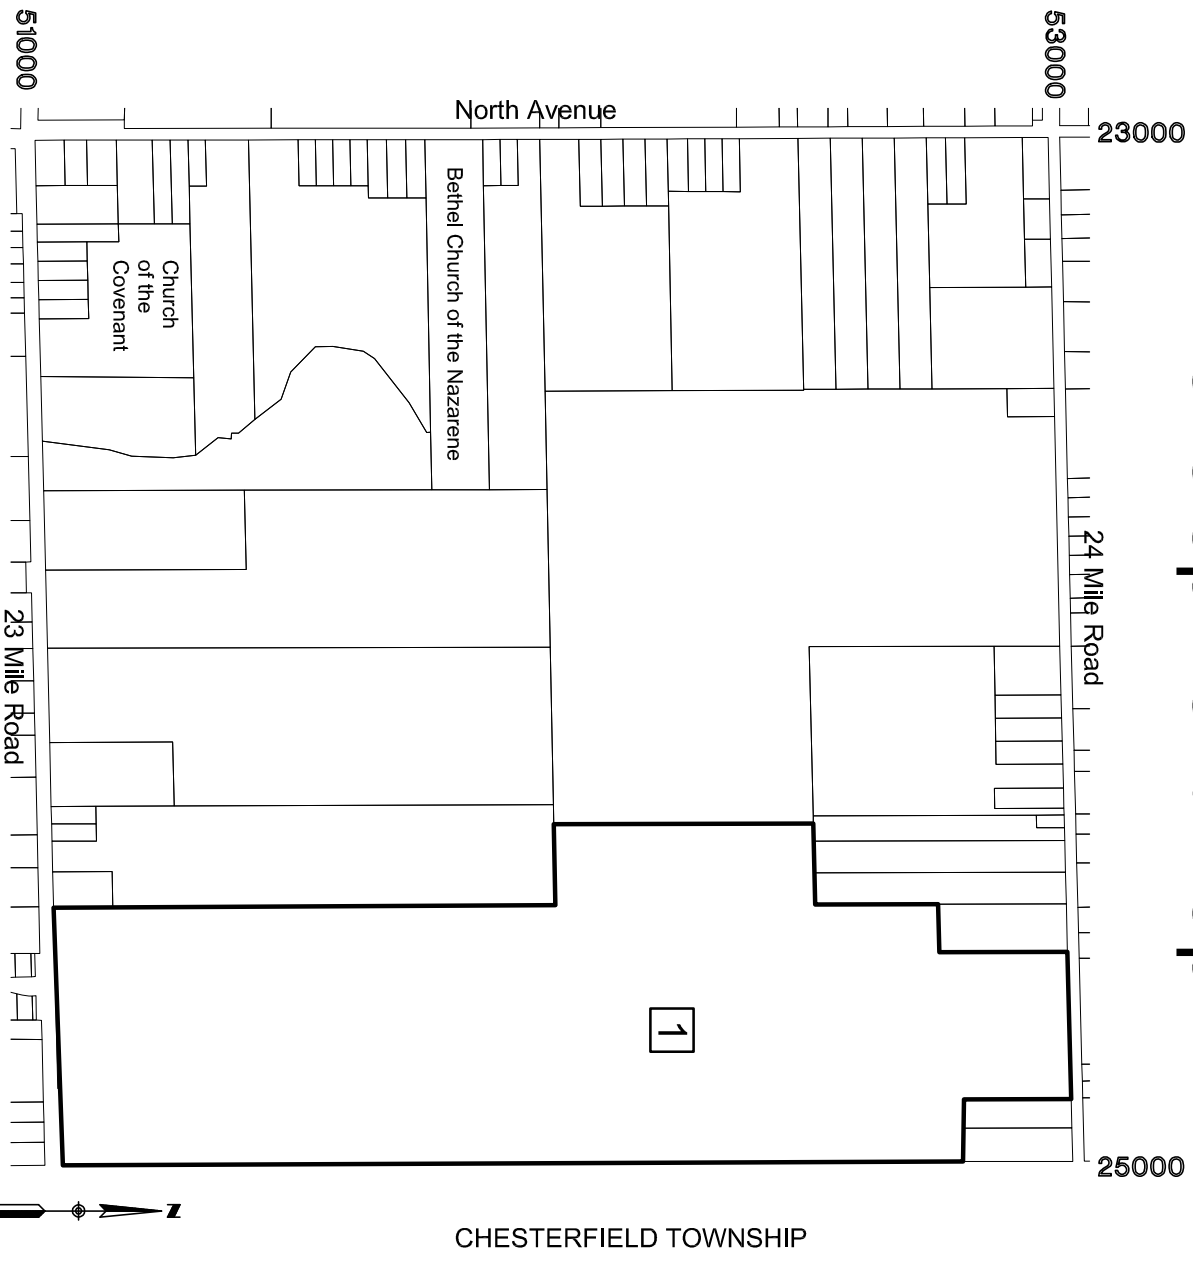 51000
53000
North Avenue
23000
Bethel Church of the Nazarene
Church
of the
Covenant
24 Mile Road
23 Mile Road
1
25000
N
CHESTERFIELD TOWNSHIP